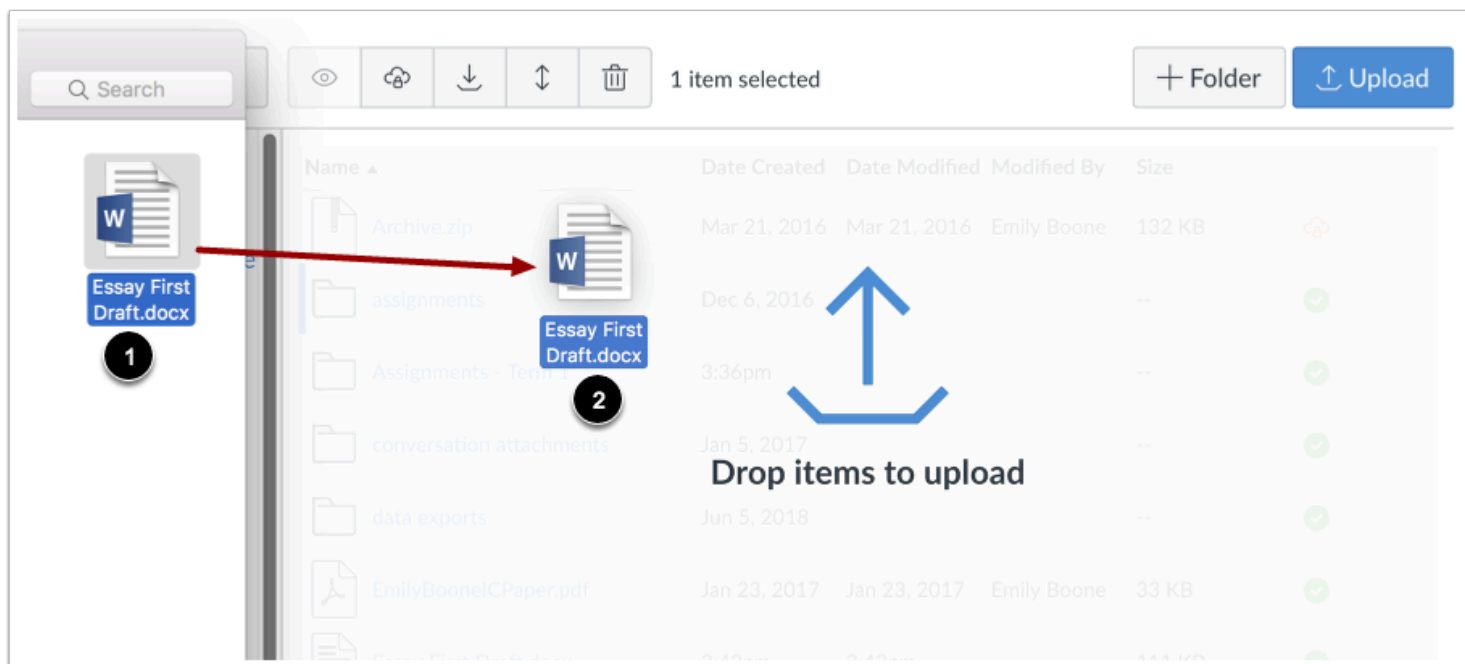 Search
1 item selected
+ Folder
Upload
Name Date Created Date Modified Modified By Size
Archive.zip Mar 21, 2016 Mar 21, 2016 Emily Boone 132 KB
W
Essay First
Draft.docx
1
W
Essay First
Draft.docx
2
assignments Dec 6, 2016 --
Assignments - Term 1 3:36pm --
conversation attachments Jan 5, 2017 --
Drop items to upload
data exports Jun 5, 2018 --
EmilyBooneICPaper.pdf Jan 23, 2017 Jan 23, 2017 Emily Boone 33 KB